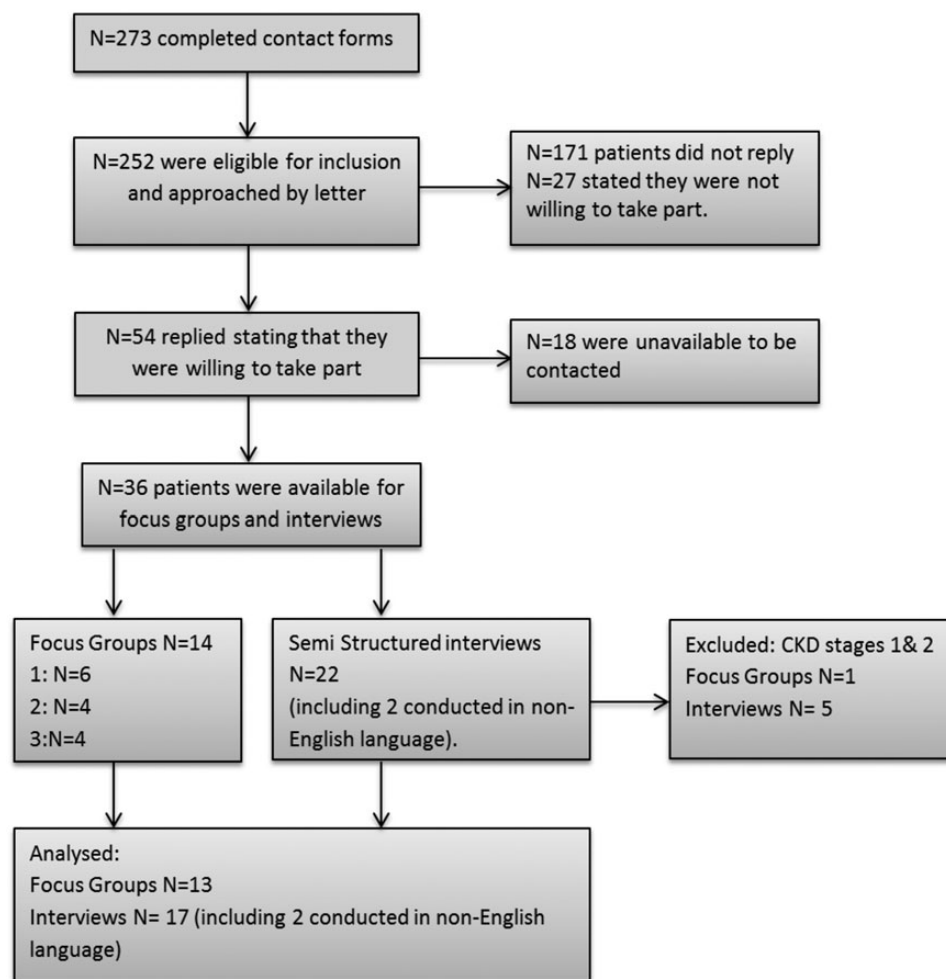 N=273 completed contact forms
N=252 were eligible for inclusion
and approached by letter
N=171 patients did not reply
N=27 stated they were not
willing to take part.
N=54 replied stating that they
were willing to take part
N=18 were unavailable to be
contacted
N=36 patients were available for
focus groups and interviews
Focus Groups N=14
1: N=6
2: N=4
3:N=4
Semi Structured interviews
N=22
(including 2 conducted in non-
English language).
Excluded: CKD stages 1& 2
Focus Groups N=1
Interviews N= 5
Analysed:
Focus Groups N=13
Interviews N= 17 (including 2 conducted in non-English
language)